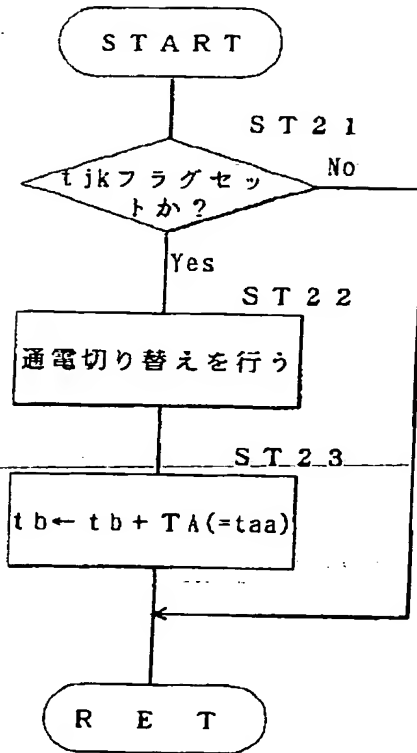 START
ST21
tjkフラグセッ
トか?
No
Yes
ST22
通電切り替えを行う
ST23
tb←tb+TA(=taa)
RET